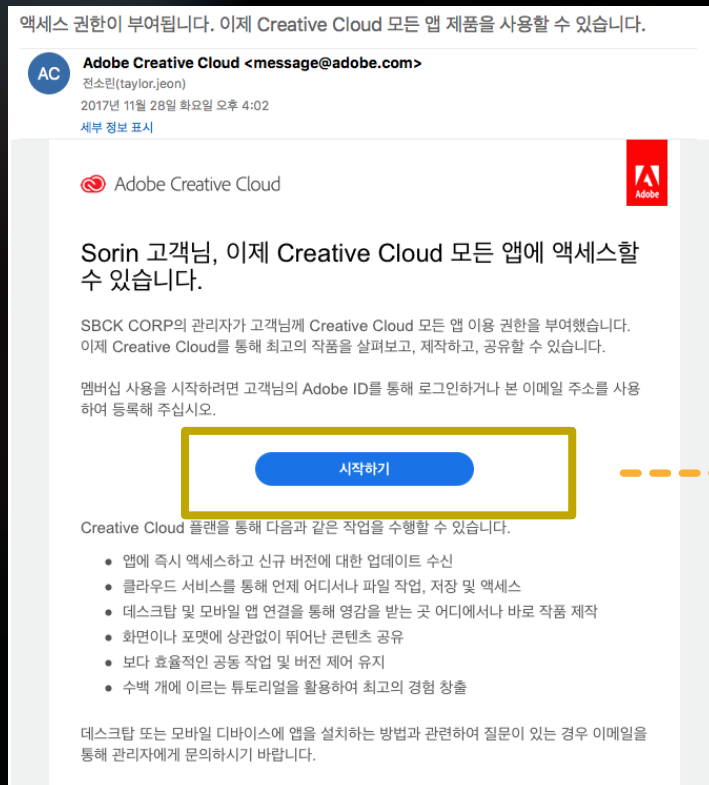 액세스 권한이 부여됩니다. 이제 Creative Cloud 모든 앱 제품을 사용할 수 있습니다.
AC
Adobe Creative Cloud <message@adobe.com>
전소린(taylor.jeon)
2017년 11월 28일 화요일 오후 4:02
세부 정보 표시
Adobe Creative Cloud
Adobe
Sorin 고객님, 이제 Creative Cloud 모든 앱에 액세스할
수 있습니다.
SBCK CORP의 관리자가 고객님께 Creative Cloud 모든 앱 이용 권한을 부여했습니다.
이제 Creative Cloud를 통해 최고의 작품을 살펴보고, 제작하고, 공유할 수 있습니다.
멤버십 사용을 시작하려면 고객님의 Adobe ID를 통해 로그인하거나 본 이메일 주소를 사용
하여 등록해 주십시오.
시작하기
Creative Cloud 플랜을 통해 다음과 같은 작업을 수행할 수 있습니다.
• 앱에 즉시 액세스하고 신규 버전에 대한 업데이트 수신
• 클라우드 서비스를 통해 언제 어디서나 파일 작업, 저장 및 액세스
• 데스크탑 및 모바일 앱 연결을 통해 영감을 받는 곳 어디에서나 바로 작품 제작
• 화면이나 포맷에 상관없이 뛰어난 콘텐츠 공유
• 보다 효율적인 공동 작업 및 버전 제어 유지
• 수백 개에 이르는 튜토리얼을 활용하여 최고의 경험 창출
데스크탑 또는 모바일 디바이스에 앱을 설치하는 방법과 관련하여 질문이 있는 경우 이메일을
통해 관리자에게 문의하시기 바랍니다.